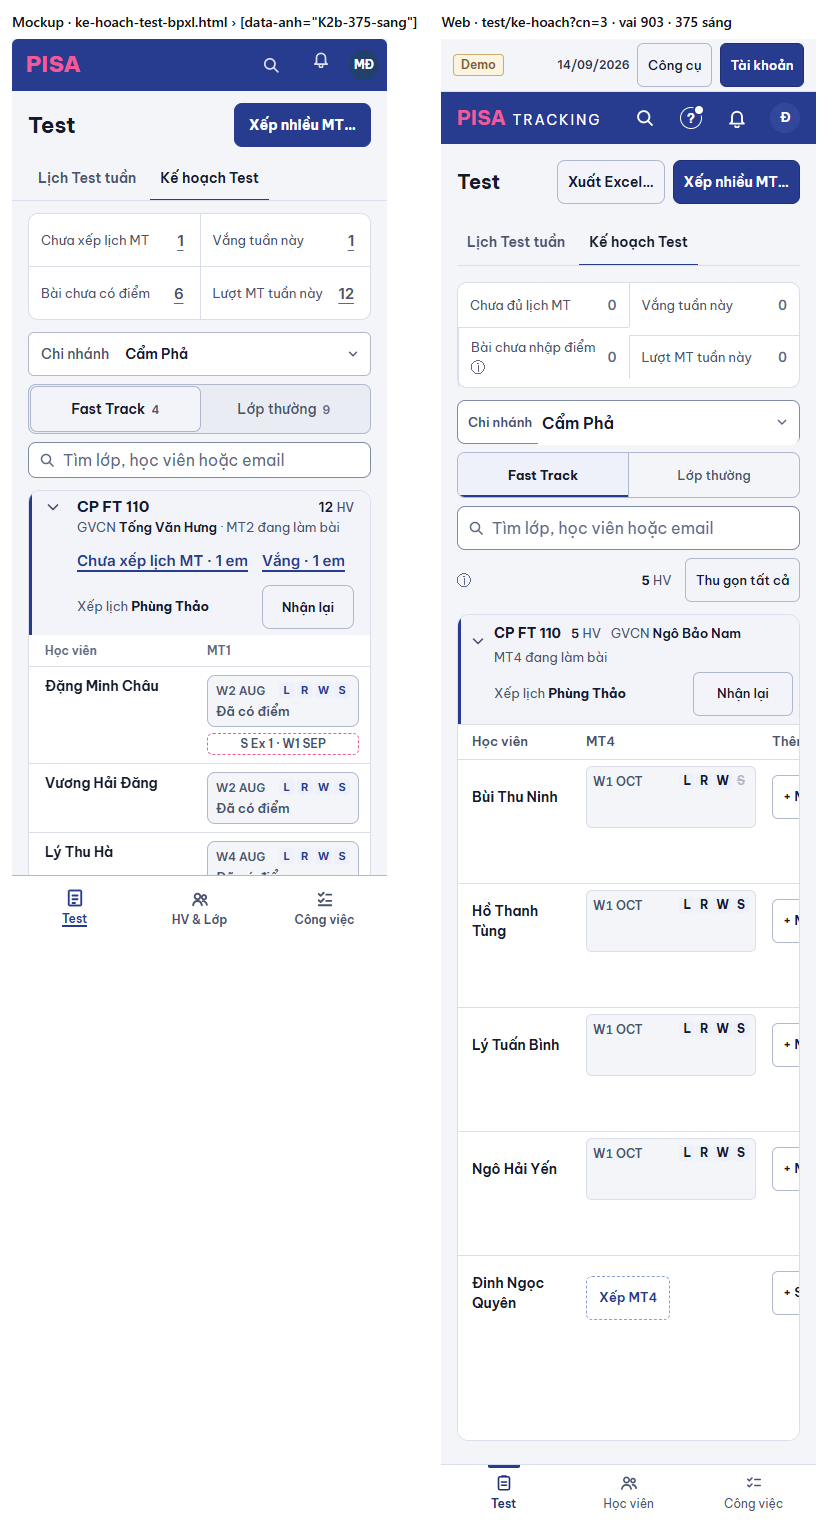 Mockup · ke-hoach-test-bpxl.html › [data-anh="K2b-375-sang"]
PISA
MĐ
Test
Xếp nhiều MT...
Lịch Test tuần
Kế hoạch Test
Chưa xếp lịch MT 1
Vắng tuần này 1
Bài chưa có điểm 6
Lượt MT tuần này 12
Chi nhánh Cẩm Phả
Fast Track 4
Lớp thường 9
Tìm lớp, học viên hoặc email
CP FT 110 12 HV
GVCN Tống Văn Hưng · MT2 đang làm bài
Chưa xếp lịch MT · 1 em Vắng · 1 em
Xếp lịch Phùng Thảo Nhận lại
Học viên MT1
Đặng Minh Châu W2 AUG L R W S
Đã có điểm
S Ex 1 · W1 SEP
Vương Hải Đăng W2 AUG L R W S
Đã có điểm
Lý Thu Hà W4 AUG L R W S
Test
HV & Lớp
Công việc
Web · test/ke-hoach?cn=3 · vai 903 · 375 sáng
Demo 14/09/2026 Công cụ Tài khoản
PISA TRACKING ? Đ
Test Xuất Excel... Xếp nhiều MT...
Lịch Test tuần Kế hoạch Test
Chưa đủ lịch MT 0 Vắng tuần này 0
Bài chưa nhập điểm ⓘ 0 Lượt MT tuần này 0
Chi nhánh Cẩm Phả
Fast Track Lớp thường
Tìm lớp, học viên hoặc email
ⓘ 5 HV Thu gọn tất cả
CP FT 110 5 HV GVCN Ngô Bảo Nam
MT4 đang làm bài
Xếp lịch Phùng Thảo Nhận lại
Học viên MT4
Bùi Thu Ninh W1 OCT L R W S
Hồ Thanh Tùng W1 OCT L R W S
Lý Tuấn Bình W1 OCT L R W S
Ngô Hải Yến W1 OCT L R W S
Đinh Ngọc Quyên Xếp MT4
Test Học viên Công việc